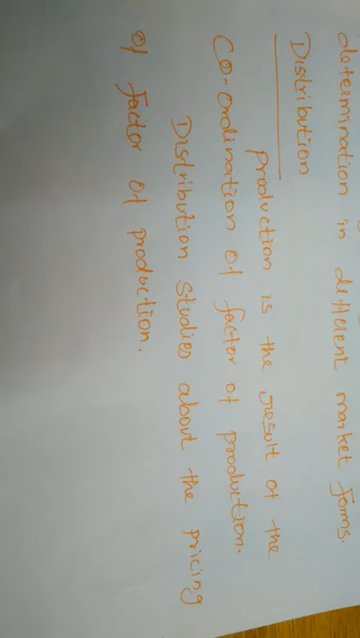 determination in different market forms.
Distribution
Production is the result of the
Co-ordination of factor of production.
Distribution studies about the pricing
of factor of production.